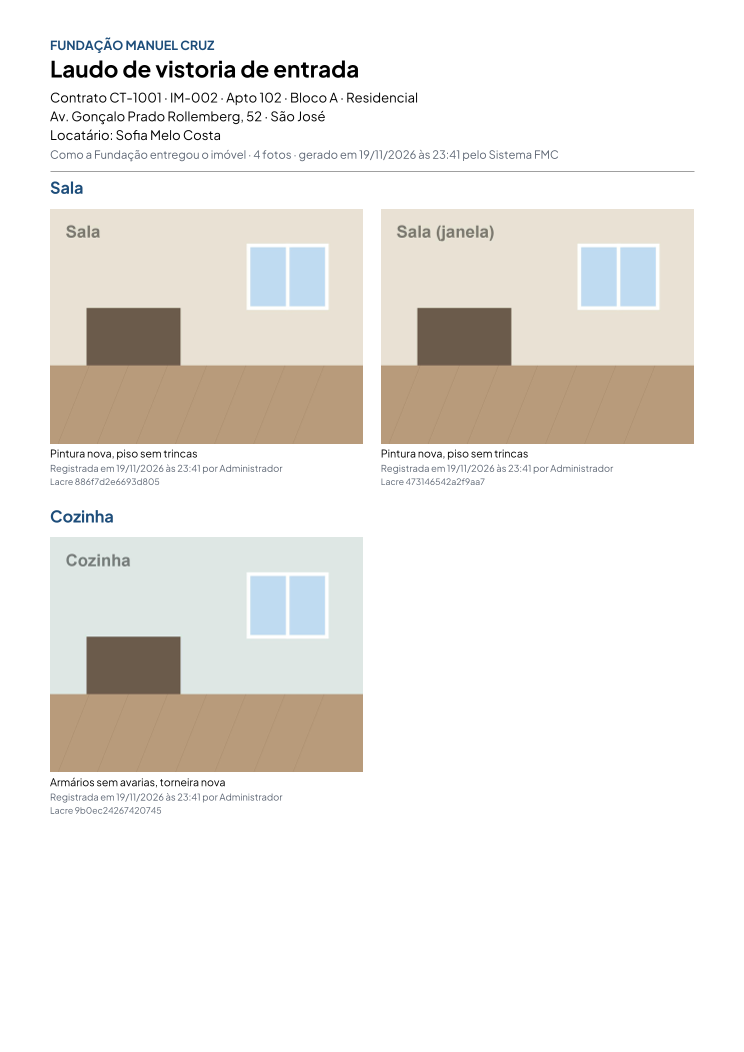 FUNDAÇÃO MANUEL CRUZ
Laudo de vistoria de entrada
Contrato CT-1001 · IM-002 · Apto 102 · Bloco A · Residencial
Av. Gonçalo Prado Rollemberg, 52 · São José
Locatário: Sofia Melo Costa
Como a Fundação entregou o imóvel · 4 fotos · gerado em 19/11/2026 às 23:41 pelo Sistema FMC
Sala
Sala
Sala (janela)
Pintura nova, piso sem trincas
Pintura nova, piso sem trincas
Registrada em 19/11/2026 às 23:41 por Administrador
Registrada em 19/11/2026 às 23:41 por Administrador
Lacre 886f7d2e6693d805
Lacre 473146542a2f9aa7
Cozinha
Cozinha
Armários sem avarias, torneira nova
Registrada em 19/11/2026 às 23:41 por Administrador
Lacre 9b0ec24267420745